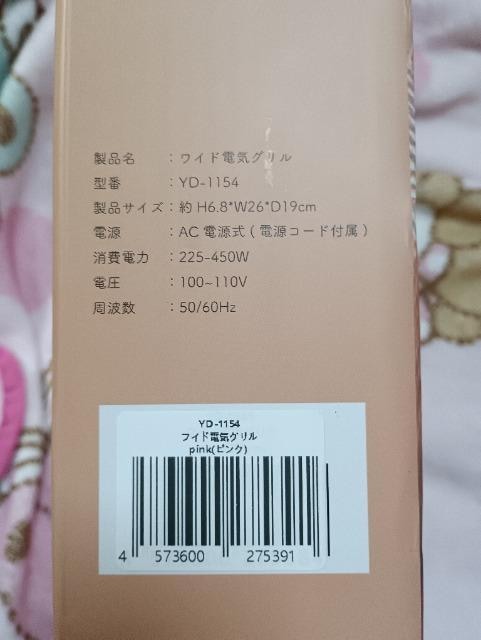 製品名 ：ワイド電気グリル
型番 ：YD-1154
製品サイズ：約 H6.8*W26*D19cm
電源 ：AC 電源式 ( 電源コード付属 )
消費電力 ：225-450W
電圧 ：100~110V
周波数 ：50/60Hz
YD-1154
フイド電気グリル
pink(ピンク)
4 573600 275391